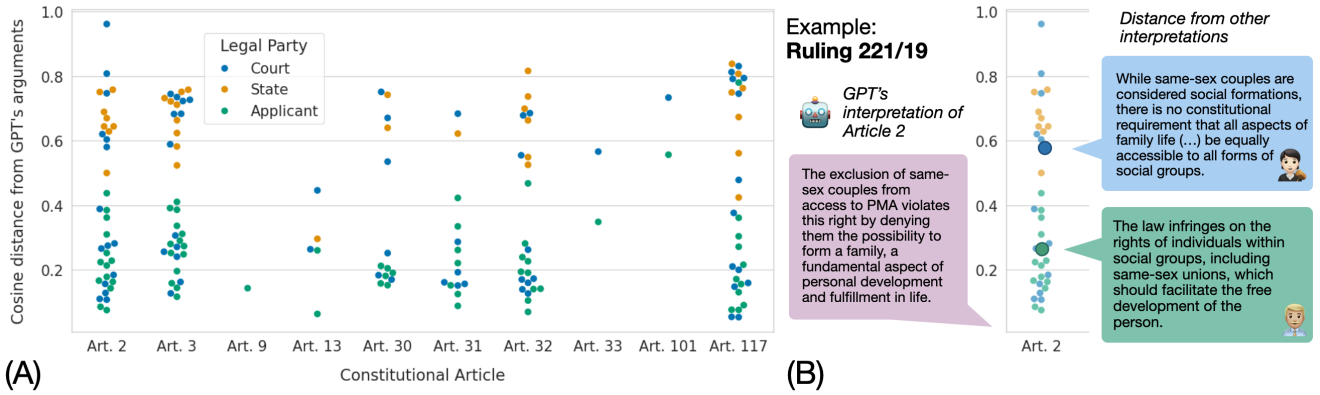 Cosine distance from GPT's arguments
1.0
0.8
0.6
0.4
0.2
Legal Party
Court
State
Applicant
Art. 2
Art. 3
Art. 9
Art. 13
Art. 30
Art. 31
Art. 32
Art. 33
Art. 101
Art. 117
Constitutional Article
(A)
Example:
Ruling 221/19
GPT's
interpretation of
Article 2
The exclusion of same-
sex couples from
access to PMA violates
this right by denying
them the possibility to
form a family, a
fundamental aspect of
personal development
and fulfillment in life.
(B)
1.0
0.8
0.6
0.4
0.2
Art. 2
Distance from other
interpretations
While same-sex couples are
considered social formations,
there is no constitutional
requirement that all aspects of
family life (...) be equally
accessible to all forms of
social groups.
The law infringes on the
rights of individuals within
social groups, including
same-sex unions, which
should facilitate the free
development of the
person.